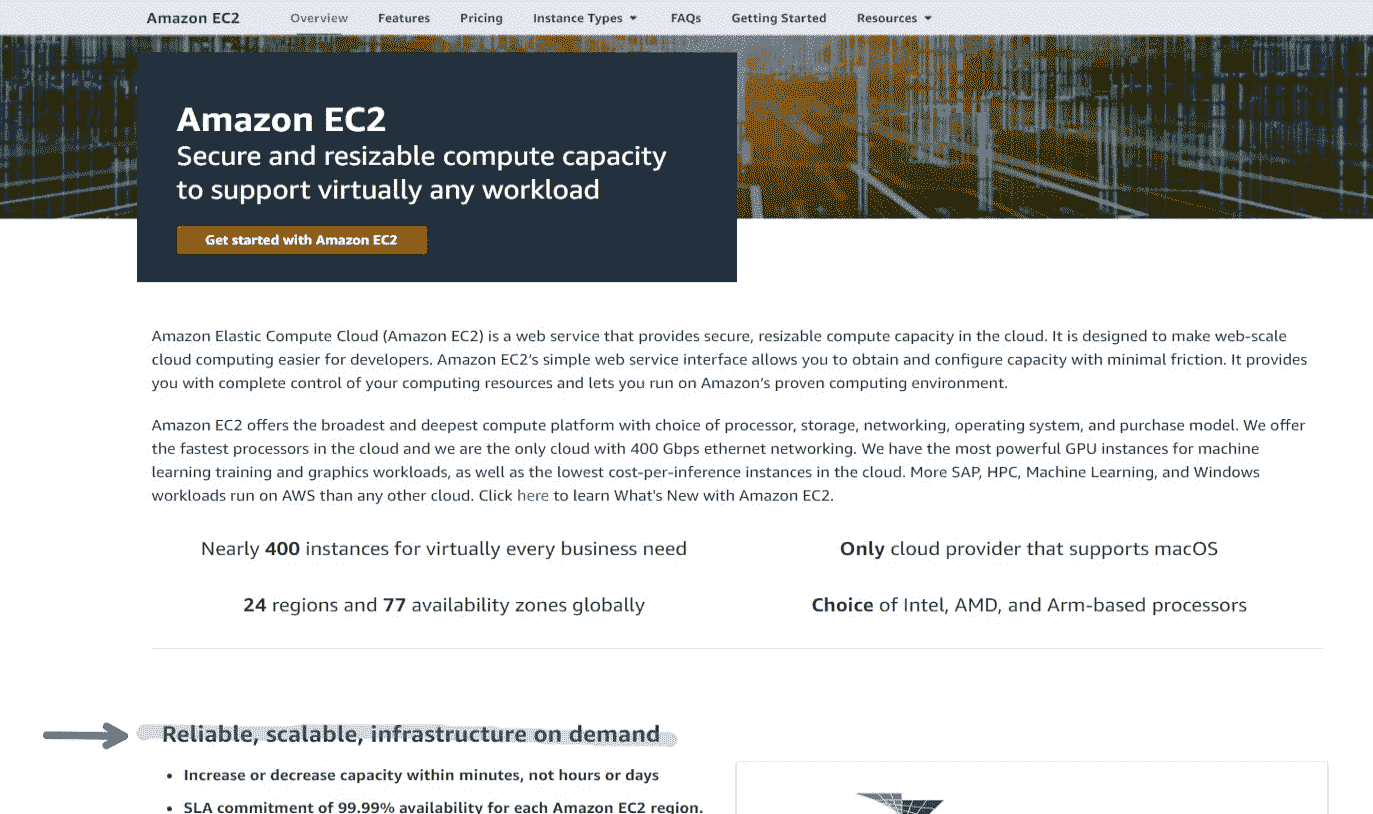 Amazon EC2 Overview Features Pricing Instance Types FAQs Getting Started Resources
Amazon EC2
Secure and resizable compute capacity
to support virtually any workload
Get started with Amazon EC2
Amazon Elastic Compute Cloud (Amazon EC2) is a web service that provides secure, resizable compute capacity in the cloud. It is designed to make web-scale
cloud computing easier for developers. Amazon EC2’s simple web service interface allows you to obtain and configure capacity with minimal friction. It provides
you with complete control of your computing resources and lets you run on Amazon’s proven computing environment.
Amazon EC2 offers the broadest and deepest compute platform with choice of processor, storage, networking, operating system, and purchase model. We offer
the fastest processors in the cloud and we are the only cloud with 400 Gbps ethernet networking. We have the most powerful GPU instances for machine
learning training and graphics workloads, as well as the lowest cost-per-inference instances in the cloud. More SAP, HPC, Machine Learning, and Windows
workloads run on AWS than any other cloud. Click here to learn What's New with Amazon EC2.
Nearly 400 instances for virtually every business need
Only cloud provider that supports macOS
24 regions and 77 availability zones globally
Choice of Intel, AMD, and Arm-based processors
Reliable, scalable, infrastructure on demand
• Increase or decrease capacity within minutes, not hours or days
• SLA commitment of 99.99% availability for each Amazon EC2 region.